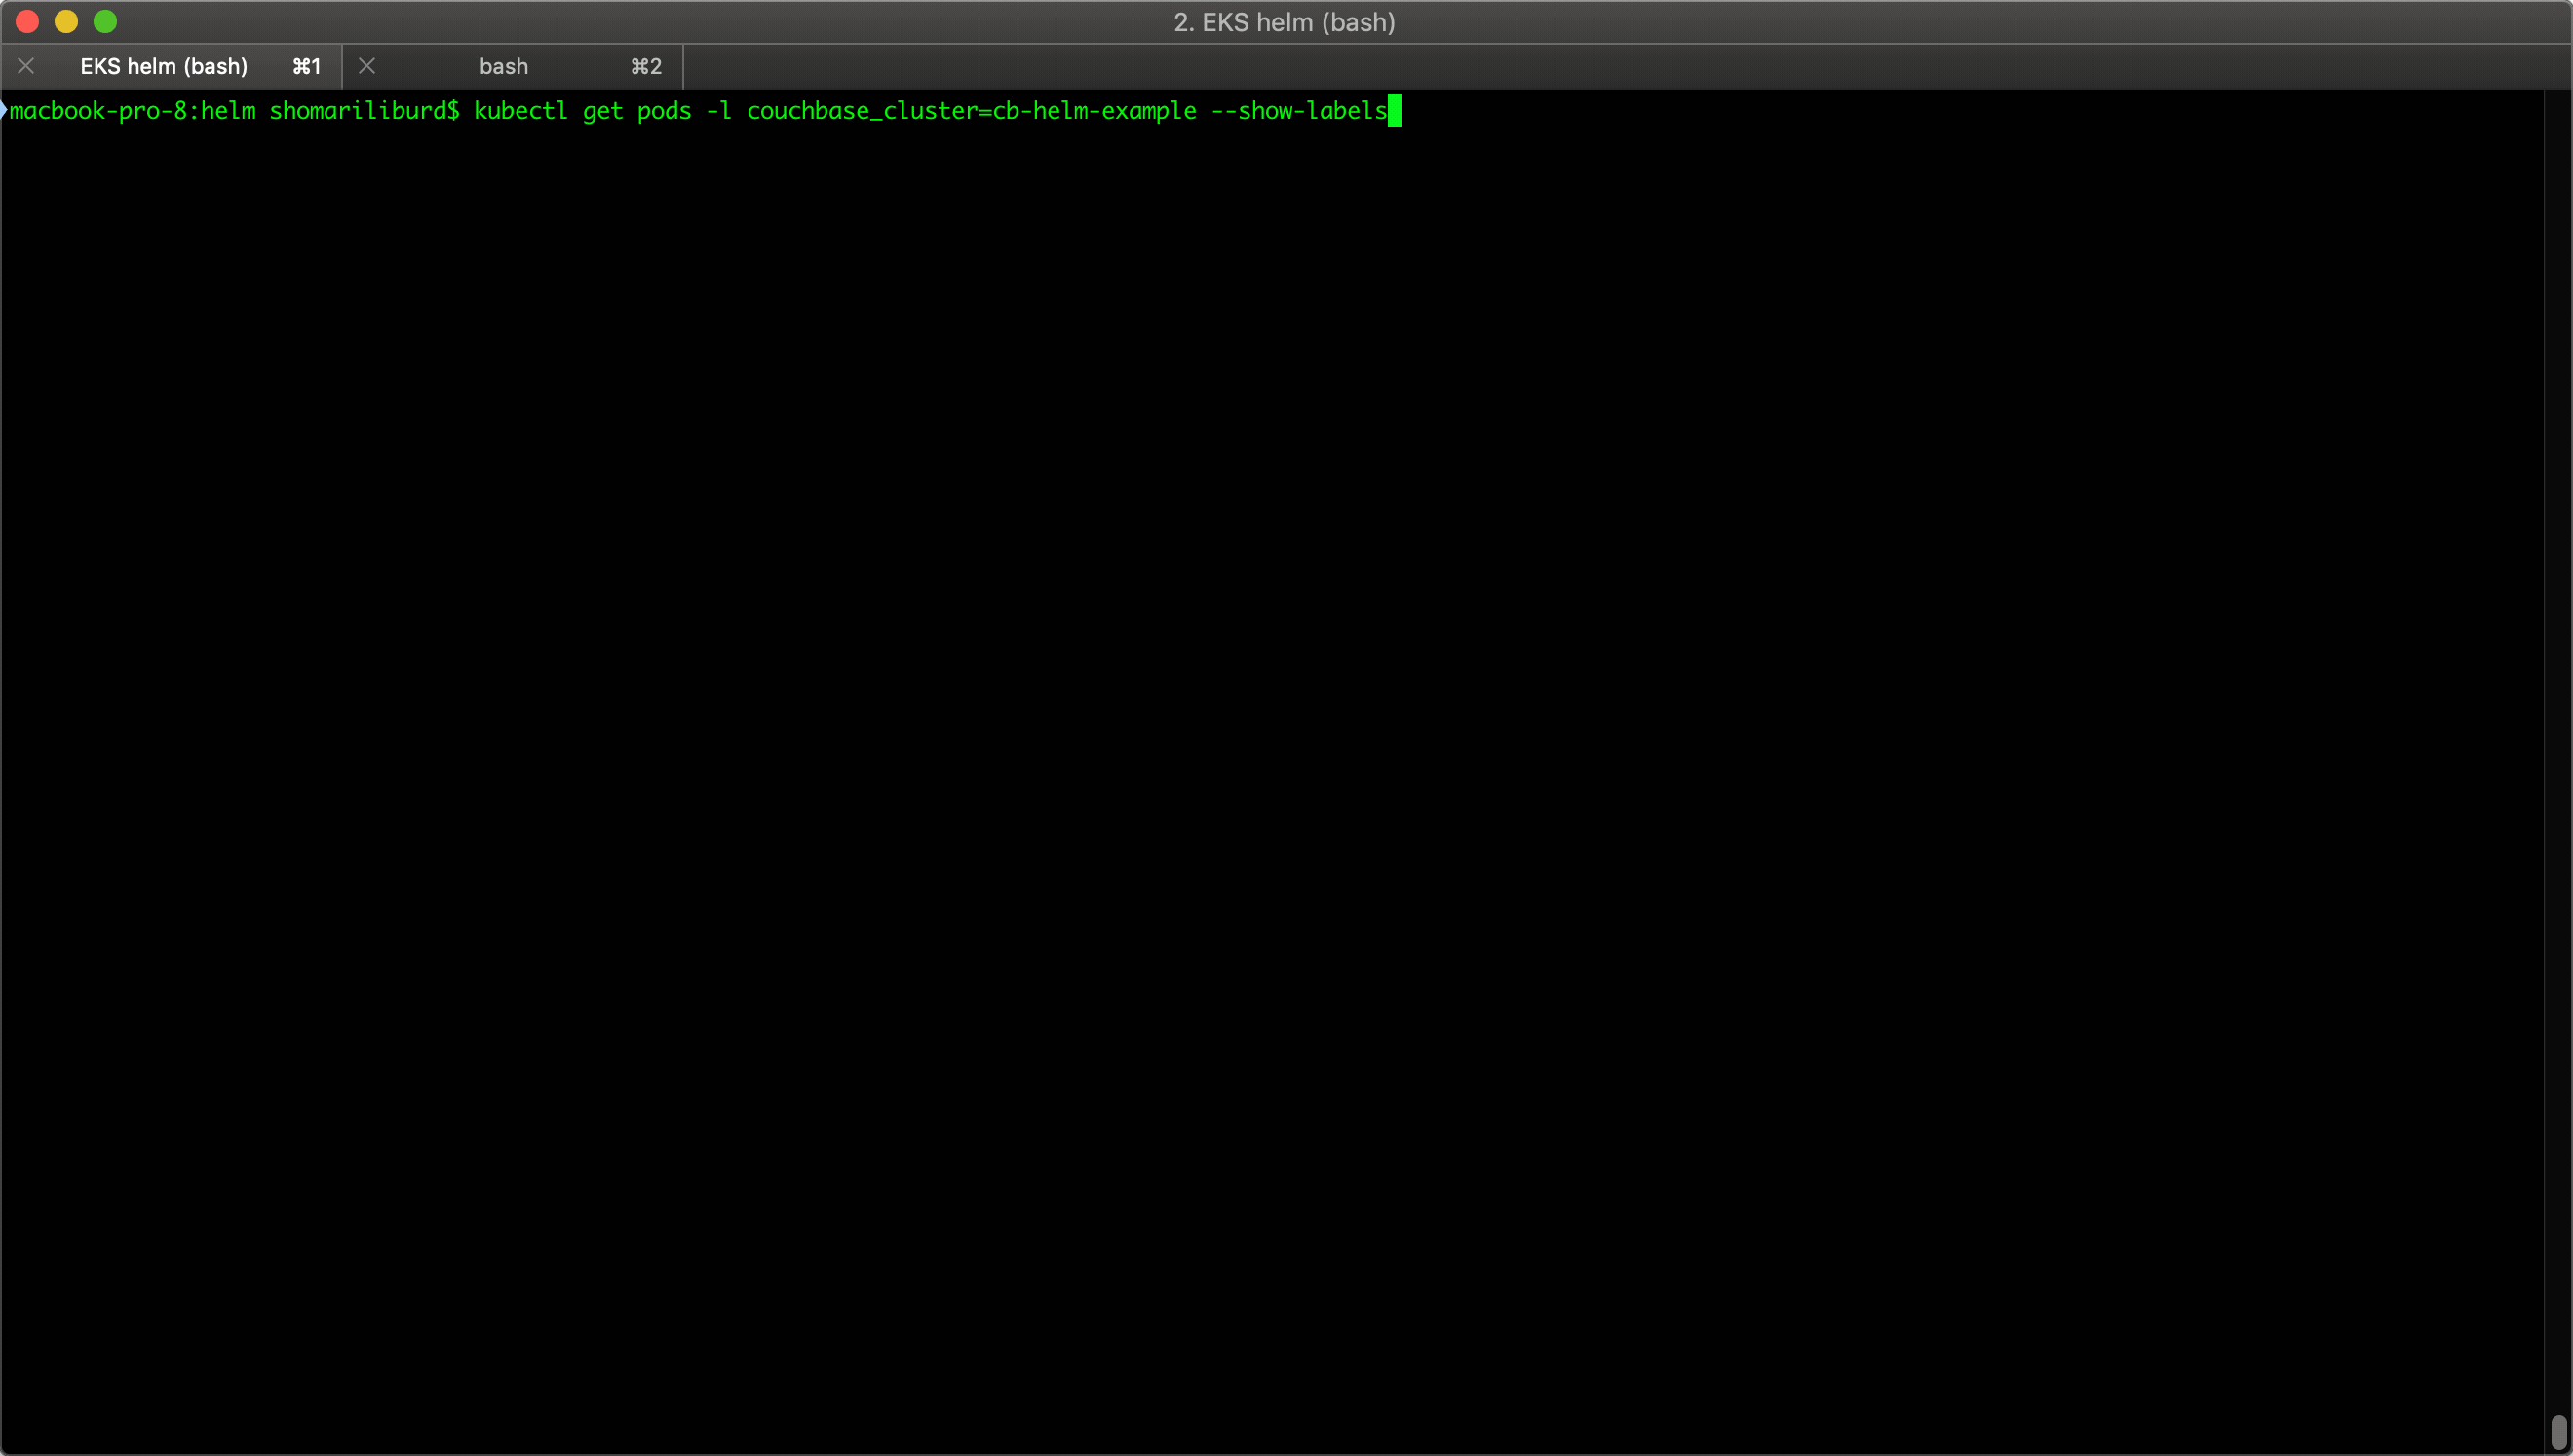 2. EKS helm (bash)
EKS helm (bash) ⌘1 bash ⌘2
macbook-pro-8:helm shomariliburd$ kubectl get pods -l couchbase_cluster=cb-helm-example --show-labels